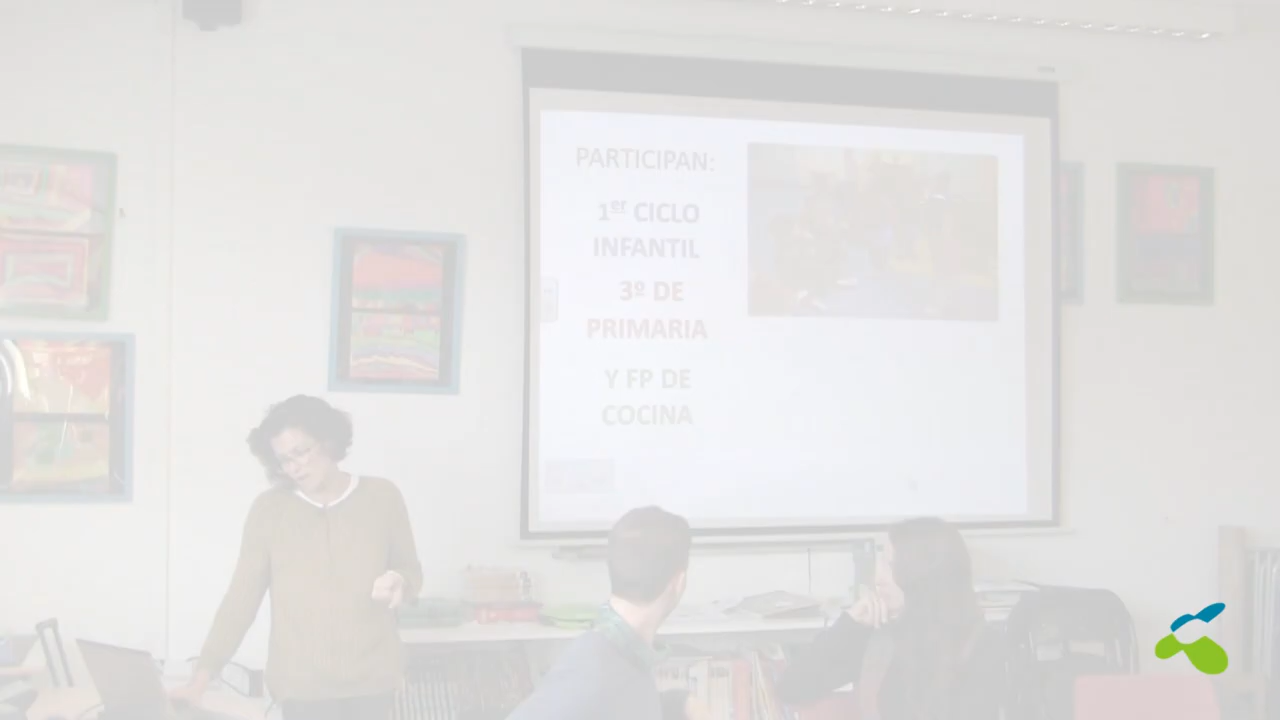 PARTICIPAN:
1er CICLO
INFANTIL
3º DE
PRIMARIA
Y FP DE
COCINA